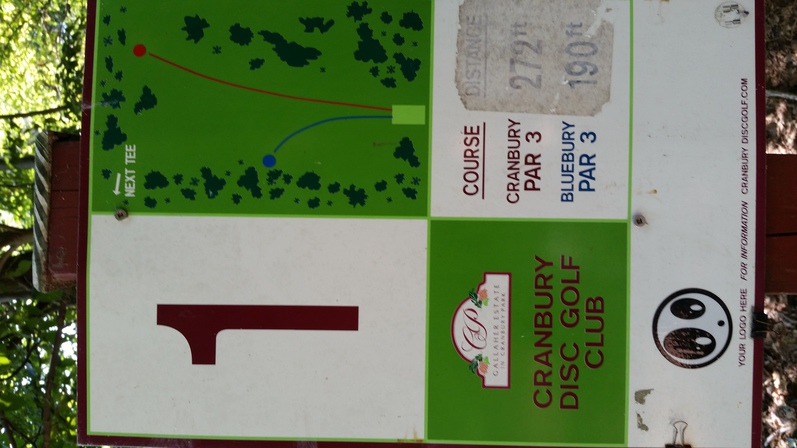 1
NEXT TEE
CP
GALLAHER ESTATE
IN CRANBURY PARK
CRANBURY
DISC GOLF
CLUB
COURSE DISTANCE
CRANBURY
PAR 3 272ft
BLUEBURY
PAR 3 190ft
YOUR LOGO HERE FOR INFORMATION CRANBURY DISCGOLF.COM